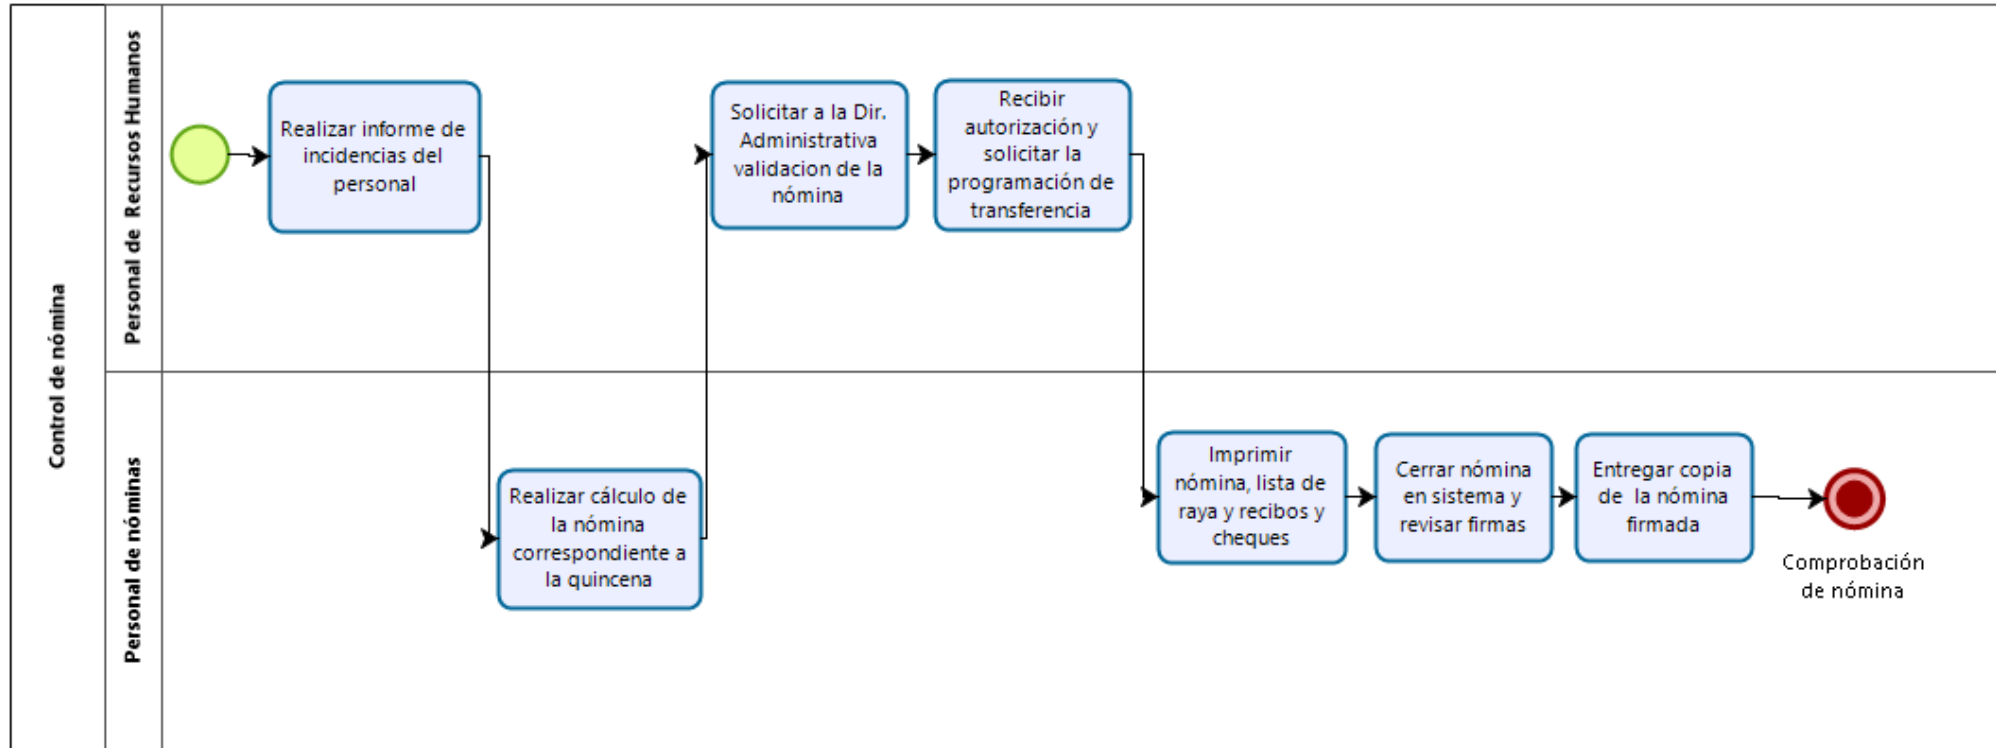 Control de nómina
Personal de Recursos Humanos
Realizar informe de
incidencias del
personal
Solicitar a la Dir.
Administrativa
validacion de la
nómina
Recibir
autorización y
solicitar la
programación de
transferencia
Personal de nóminas
Realizar cálculo de
la nómina
correspondiente a
la quincena
Imprimir
nómina, lista de
raya y recibos y
cheques
Cerrar nómina
en sistema y
revisar firmas
Entregar copia
de la nómina
firmada
Comprobación
de nómina